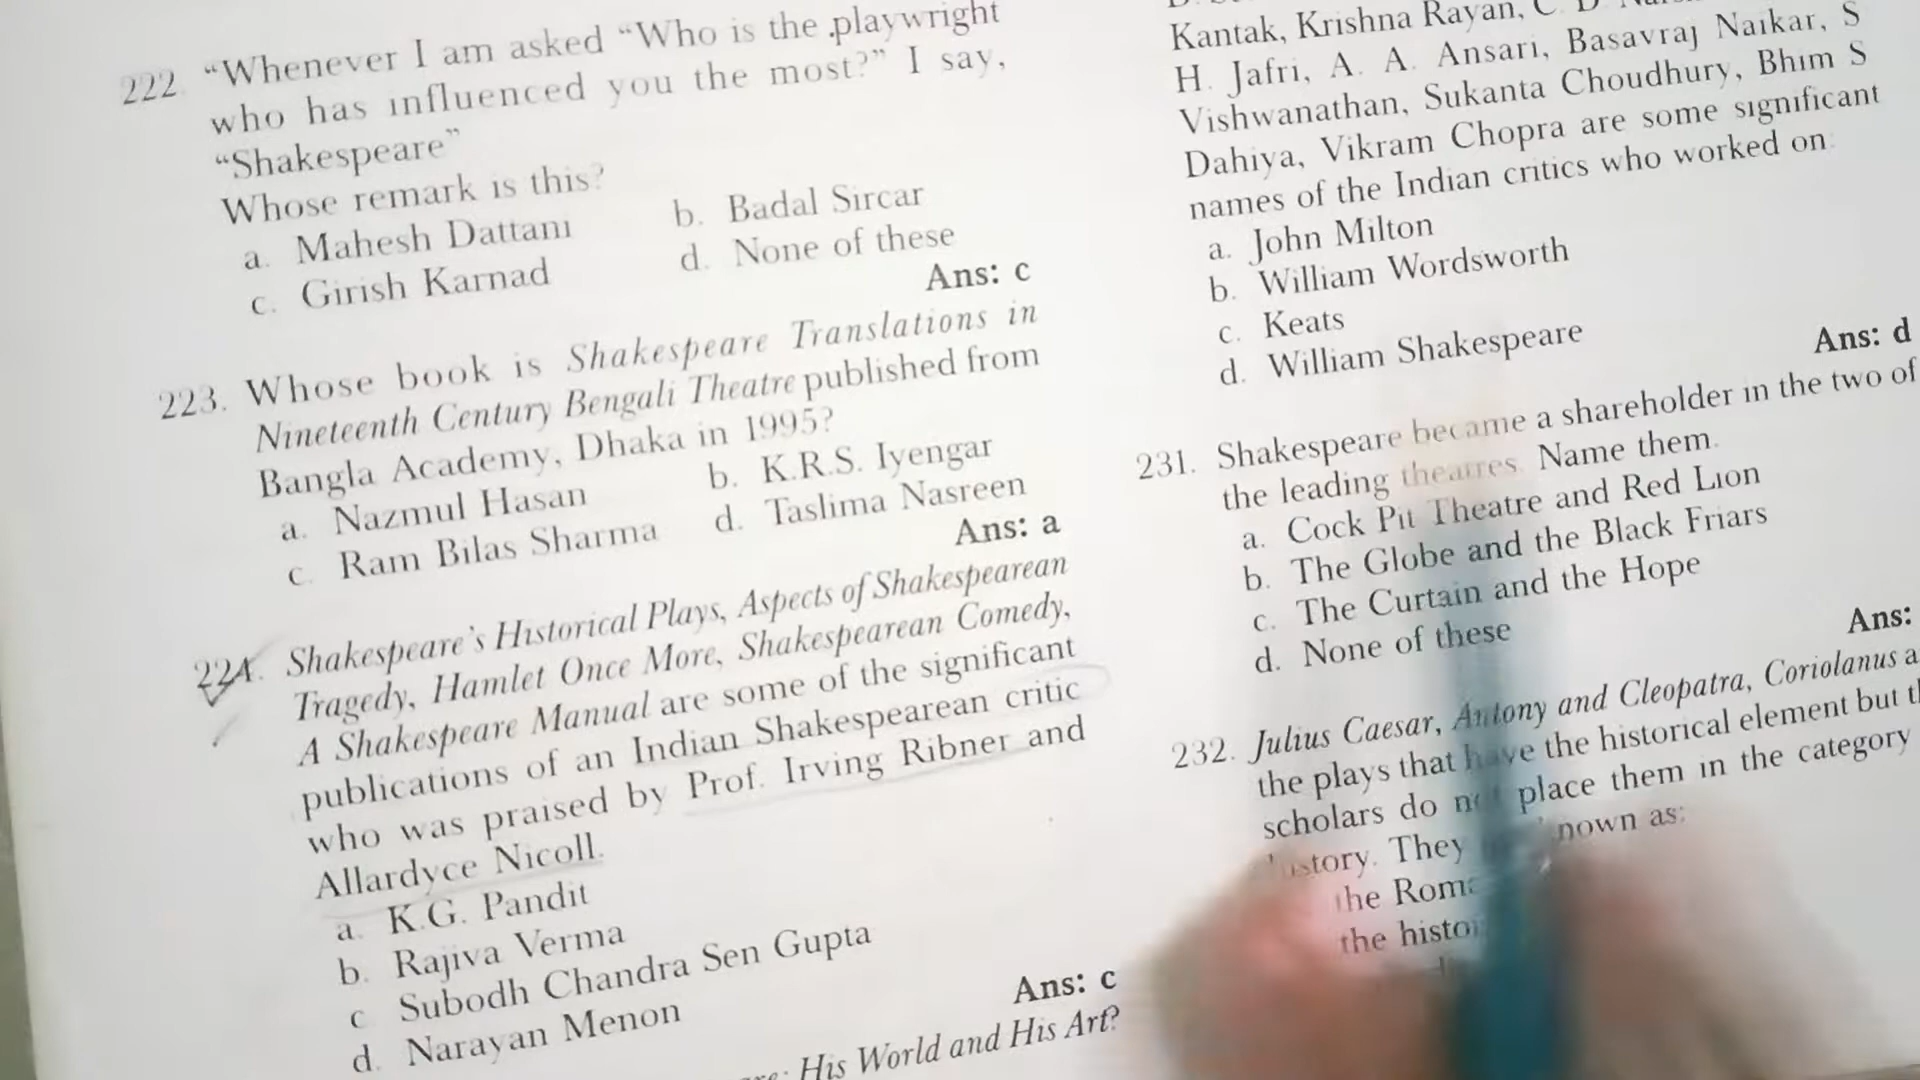 222. "Whenever I am asked "Who is the playwright
who has influenced you the most?" I say,
"Shakespeare"
Whose remark is this?
a. Mahesh Dattani
b. Badal Sircar
c. Girish Karnad
d. None of these
Ans: c
223. Whose book is Shakespeare Translations in
Nineteenth Century Bengali Theatre published from
Bangla Academy, Dhaka in 1995?
a. Nazmul Hasan
b. K.R.S. Iyengar
c. Ram Bilas Sharma
d. Taslima Nasreen
Ans: a
224. Shakespeare's Historical Plays, Aspects of Shakespearean
Tragedy, Hamlet Once More, Shakespearean Comedy,
A Shakespeare Manual are some of the significant
publications of an Indian Shakespearean critic
who was praised by Prof. Irving Ribner and
Allardyce Nicoll.
a. K.G. Pandit
b. Rajiva Verma
c Subodh Chandra Sen Gupta
d. Narayan Menon
Ans: c
His World and His Art?
Kantak, Krishna Rayan, C. D
H. Jafri, A. A. Ansari, Basavraj Naikar, S
Vishwanathan, Sukanta Choudhury, Bhim S
Dahiya, Vikram Chopra are some significant
names of the Indian critics who worked on:
a. John Milton
b. William Wordsworth
c. Keats
d. William Shakespeare
Ans: d
231. Shakespeare became a shareholder in the two of
the leading theatres. Name them.
a. Cock Pit Theatre and Red Lion
b. The Globe and the Black Friars
c. The Curtain and the Hope
d. None of these
Ans:
232. Julius Caesar, Antony and Cleopatra, Coriolanus a
the plays that have the historical element but th
scholars do not place them in the category
history. They known as:
the Roma
the histor